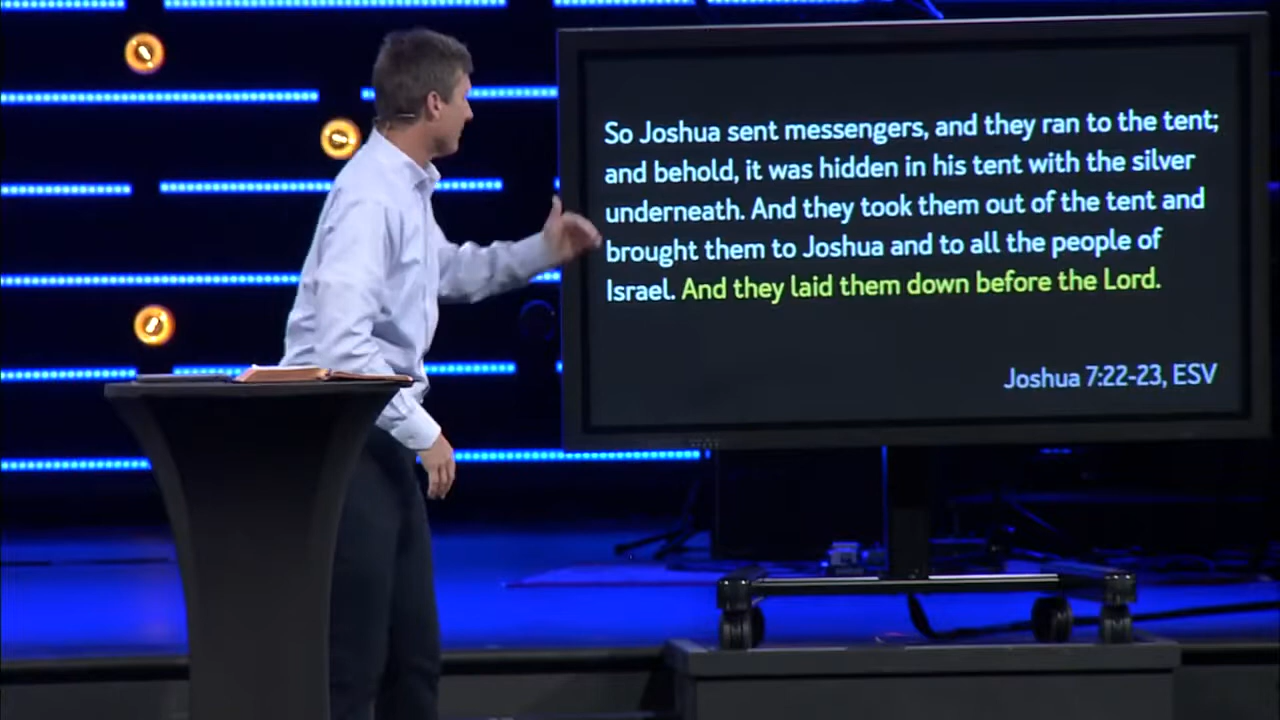 So Joshua sent messengers, and they ran to the tent;
and behold, it was hidden in his tent with the silver
underneath. And they took them out of the tent and
brought them to Joshua and to all the people of
Israel. And they laid them down before the Lord.
Joshua 7:22-23, ESV